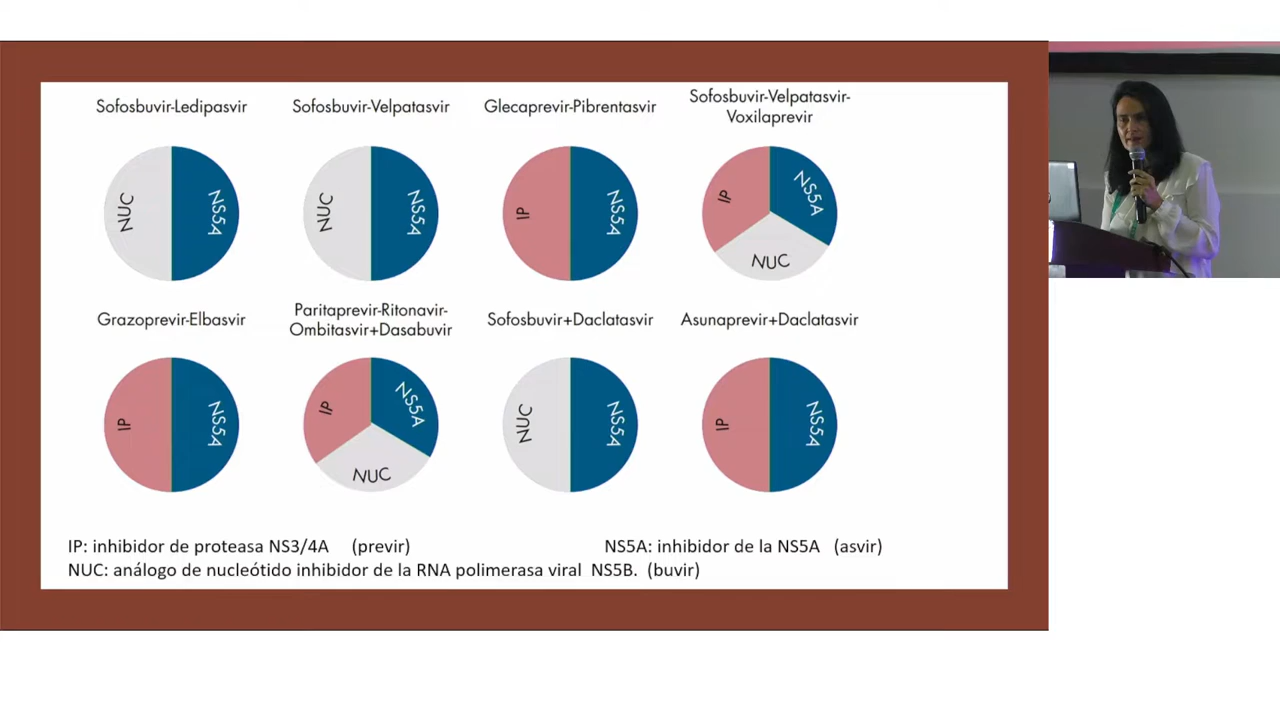 Sofosbuvir-Ledipasvir
NUC
NS5A
Sofosbuvir-Velpatasvir
NUC
NS5A
Glecaprevir-Pibrentasvir
IP
NS5A
Sofosbuvir-Velpatasvir-
Voxilaprevir
IP
NS5A
NUC
Grazoprevir-Elbasvir
IP
NS5A
Paritaprevir-Ritonavir-
Ombitasvir+Dasabuvir
IP
NS5A
NUC
Sofosbuvir+Daclatasvir
NUC
NS5A
Asunaprevir+Daclatasvir
IP
NS5A
IP: inhibidor de proteasa NS3/4A (previr)
NS5A: inhibidor de la NS5A (asvir)
NUC: análogo de nucleótido inhibidor de la RNA polimerasa viral NS5B. (buvir)